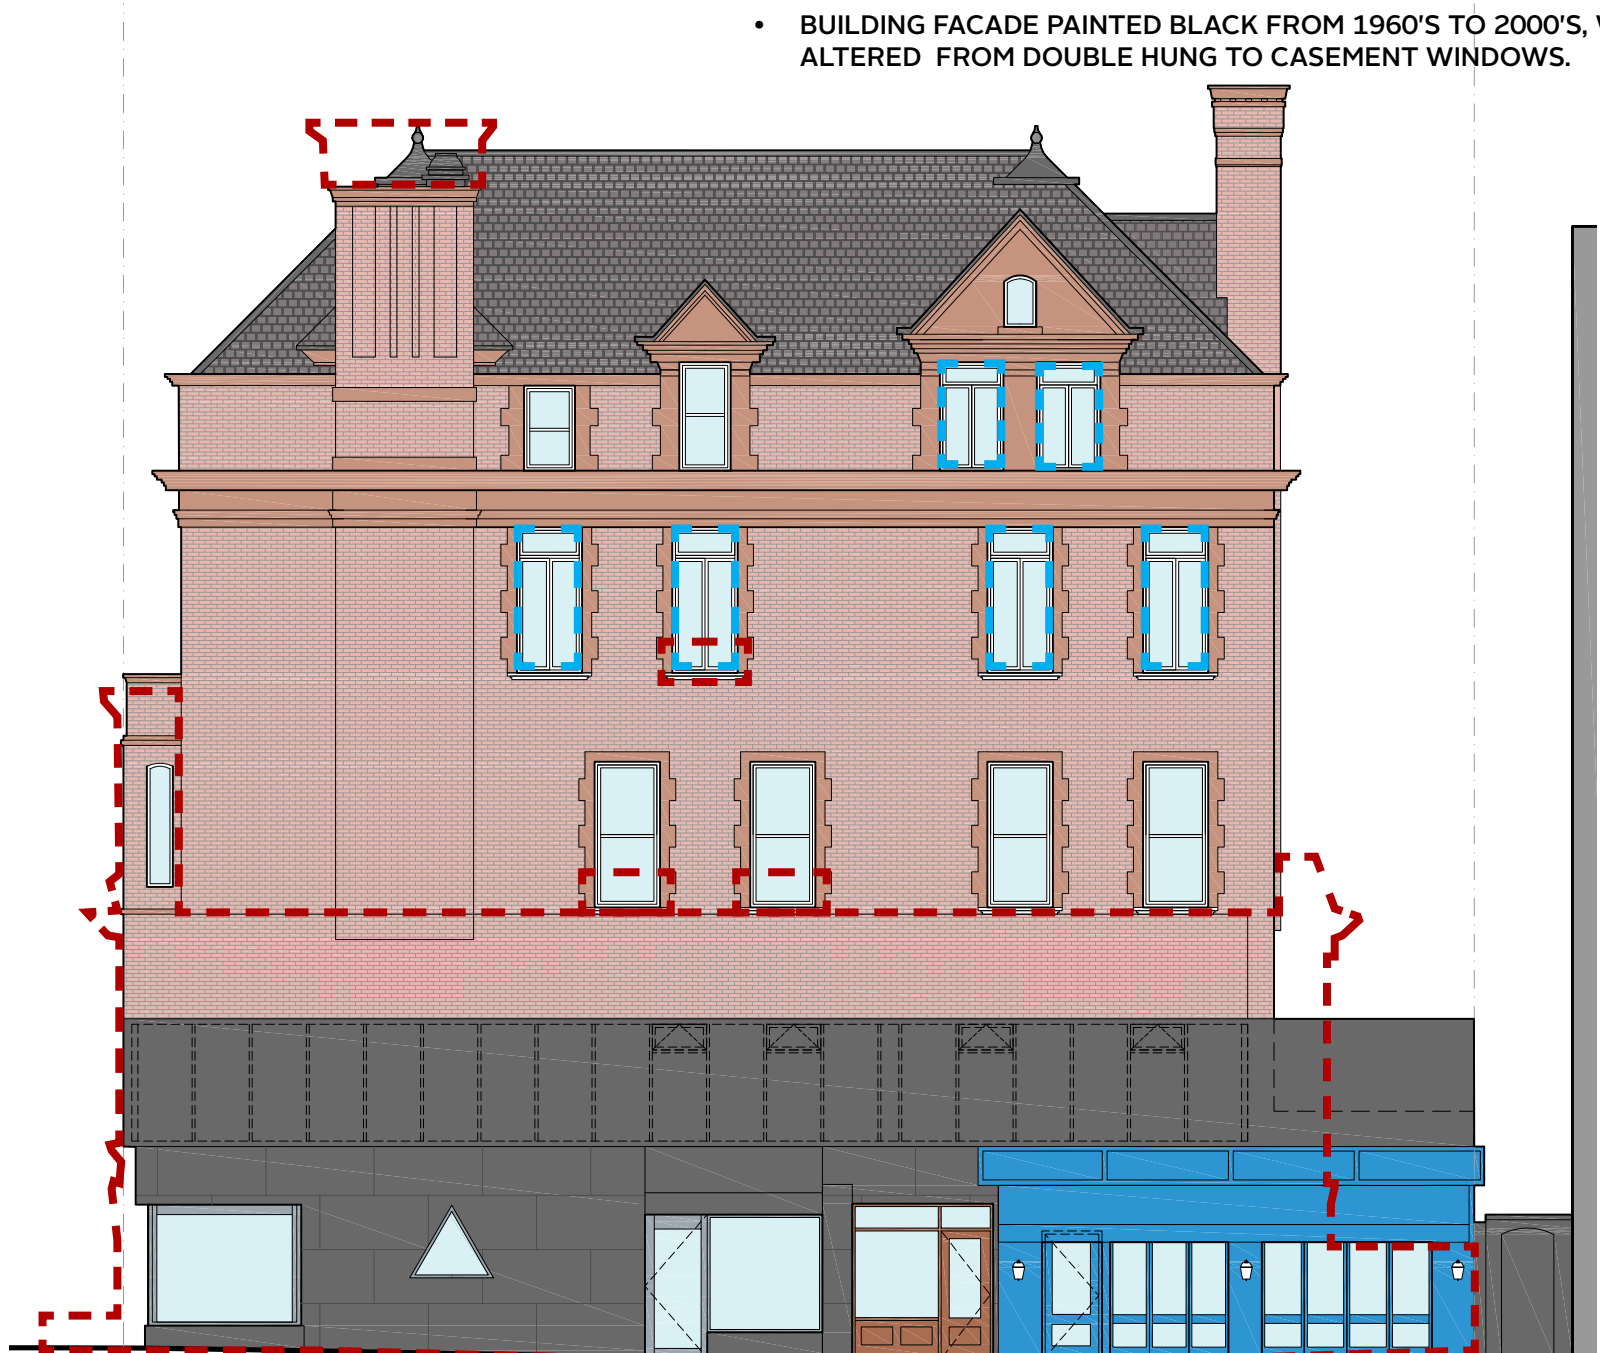 • BUILDING FACADE PAINTED BLACK FROM 1960'S TO 2000'S,
ALTERED FROM DOUBLE HUNG TO CASEMENT WINDOWS.